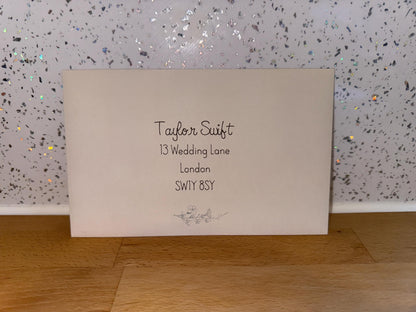 Taylor Swift
13 Wedding Lane
London
SW1Y 8SY